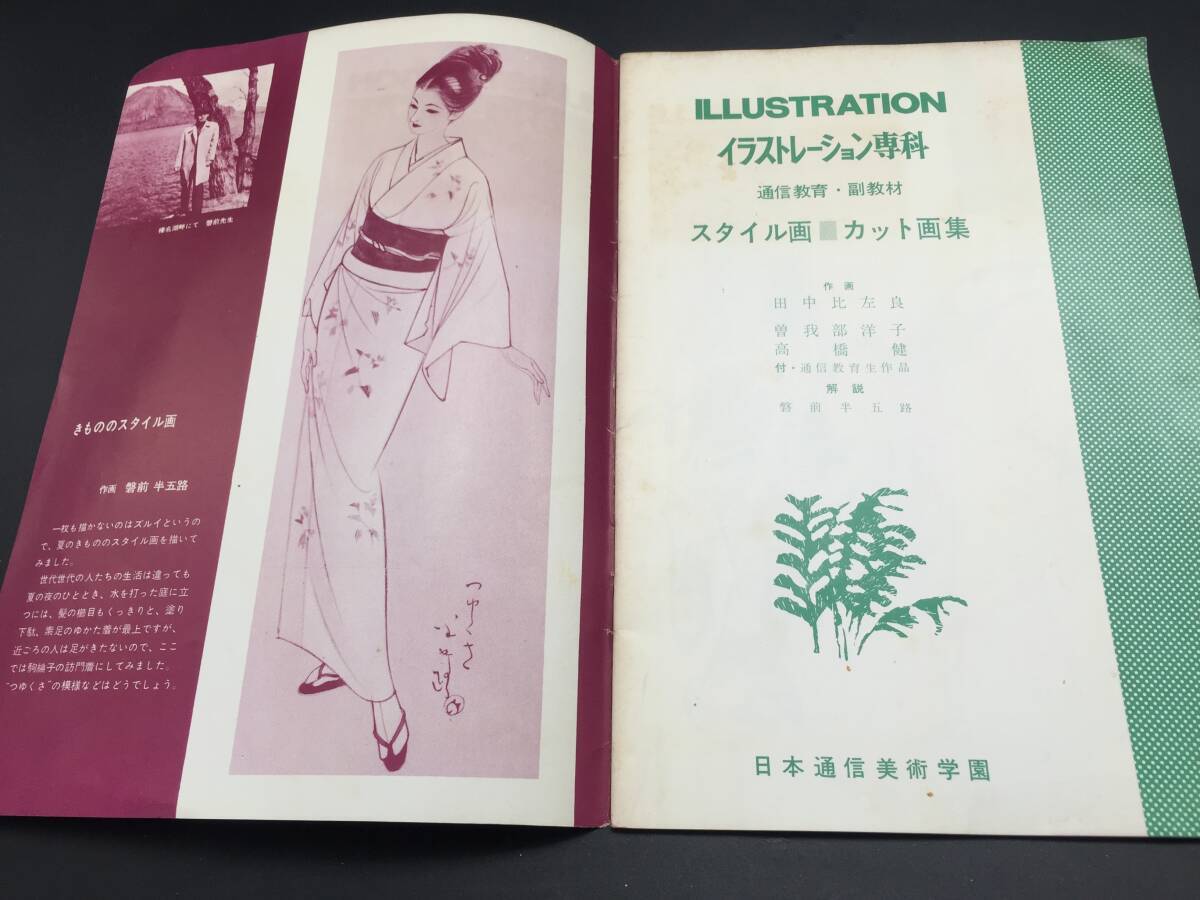 榛名湖畔にて 磐前先生
きもののスタイル画
作画 磐前 半五路
一枚も描かないのはズルイというの
で、夏のきもののスタイル画を描いて
みました。
世代世代の人たちの生活は違っても
夏の夜のひととき、水を打った庭に立
つには、髪の櫛目もくっきりと、塗り
下駄、素足のゆかた着が最上ですが、
近ごろの人は足がきたないので、ここ
では駒絽子の訪門着にしてみました。
"つゆくさ"の模様などはどうでしょう。
つゆくさ
ILLUSTRATION
イラストレーション専科
通信教育・副教材
スタイル画■カット画集
作画
田中比左良
曽我部洋子
高橋健
付・通信教育生作品
解説
磐前半五路
日本通信美術学園